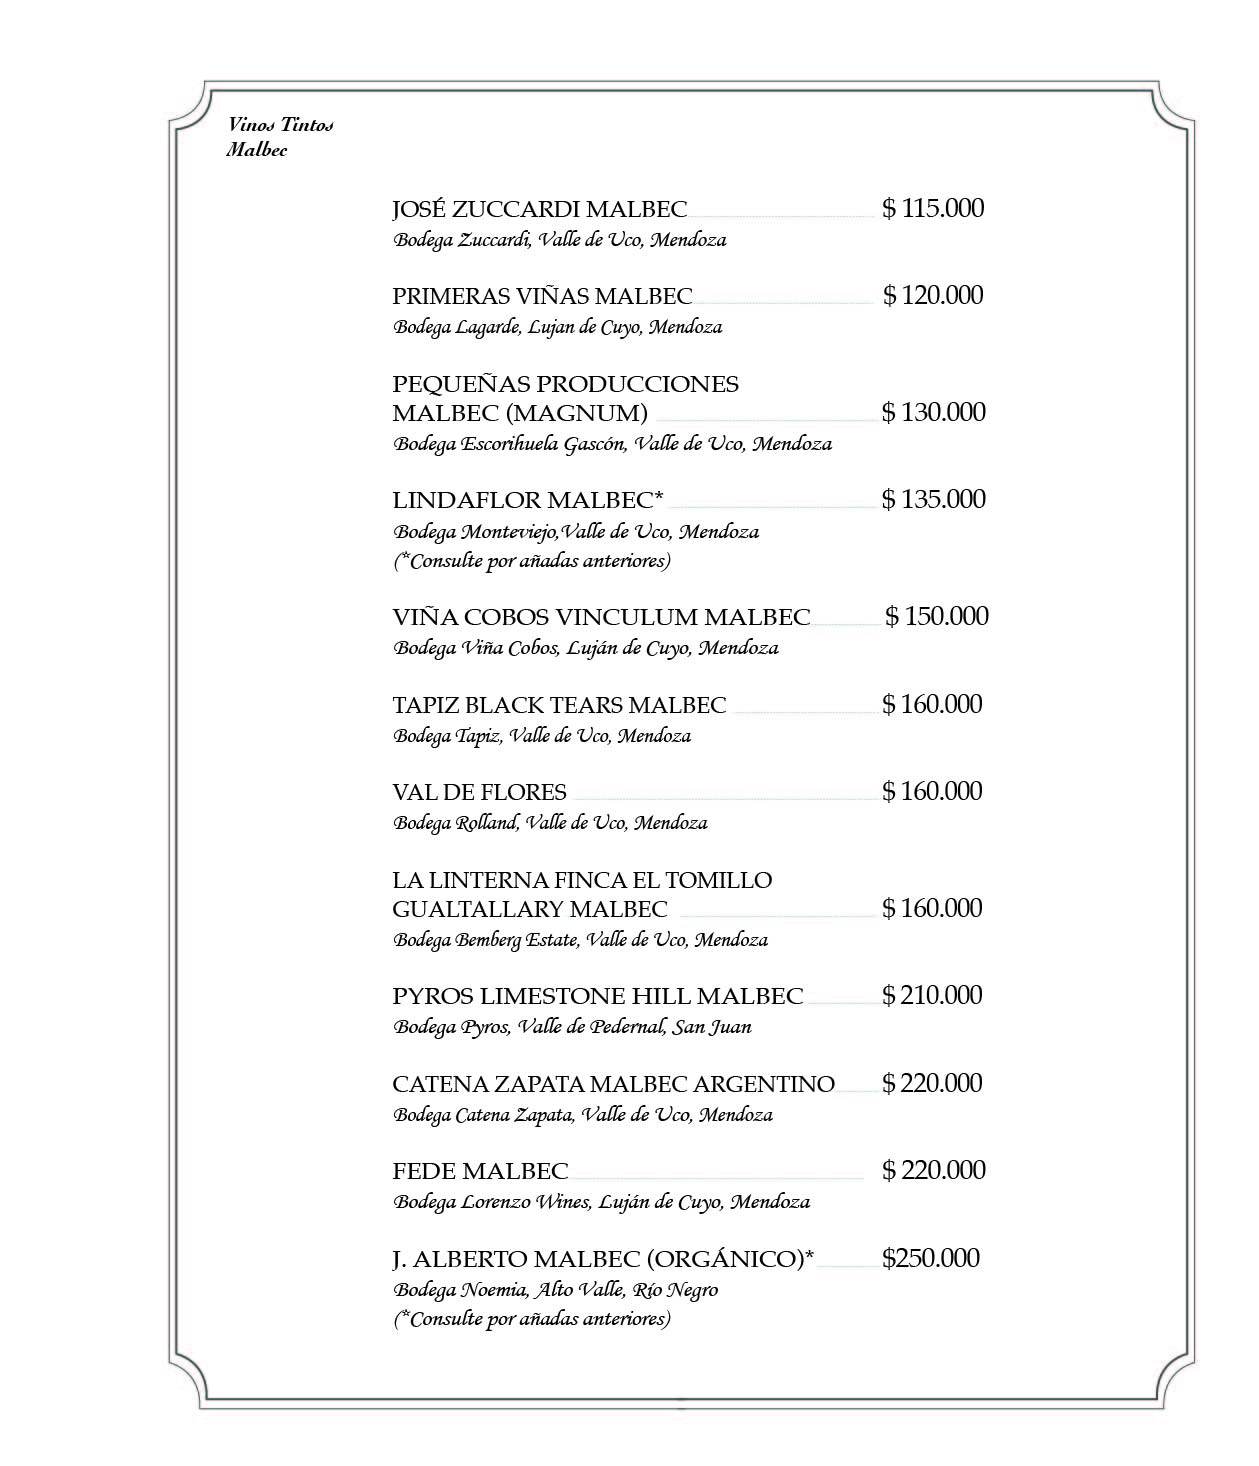 Vinos Tintos
Malbec
JOSÉ ZUCCARDI MALBEC $ 115.000
Bodega Zuccardi, Valle de Uco, Mendoza
PRIMERAS VIÑAS MALBEC $ 120.000
Bodega Lagarde, Lujan de Cuyo, Mendoza
PEQUEÑAS PRODUCCIONES
MALBEC (MAGNUM) $ 130.000
Bodega Escorihuela Gascón, Valle de Uco, Mendoza
LINDAFLOR MALBEC* $ 135.000
Bodega Monteviejo,Valle de Uco, Mendoza
(*Consulte por añadas anteriores)
VIÑA COBOS VINCULUM MALBEC $ 150.000
Bodega Viña Cobos, Luján de Cuyo, Mendoza
TAPIZ BLACK TEARS MALBEC $ 160.000
Bodega Tapiz, Valle de Uco, Mendoza
VAL DE FLORES $ 160.000
Bodega Rolland, Valle de Uco, Mendoza
LA LINTERNA FINCA EL TOMILLO
GUALTALLARY MALBEC $ 160.000
Bodega Bemberg Estate, Valle de Uco, Mendoza
PYROS LIMESTONE HILL MALBEC $ 210.000
Bodega Pyros, Valle de Pedernal, San Juan
CATENA ZAPATA MALBEC ARGENTINO $ 220.000
Bodega Catena Zapata, Valle de Uco, Mendoza
FEDE MALBEC $ 220.000
Bodega Lorenzo Wines, Luján de Cuyo, Mendoza
J. ALBERTO MALBEC (ORGÁNICO)* $250.000
Bodega Noemia, Alto Valle, Río Negro
(*Consulte por añadas anteriores)